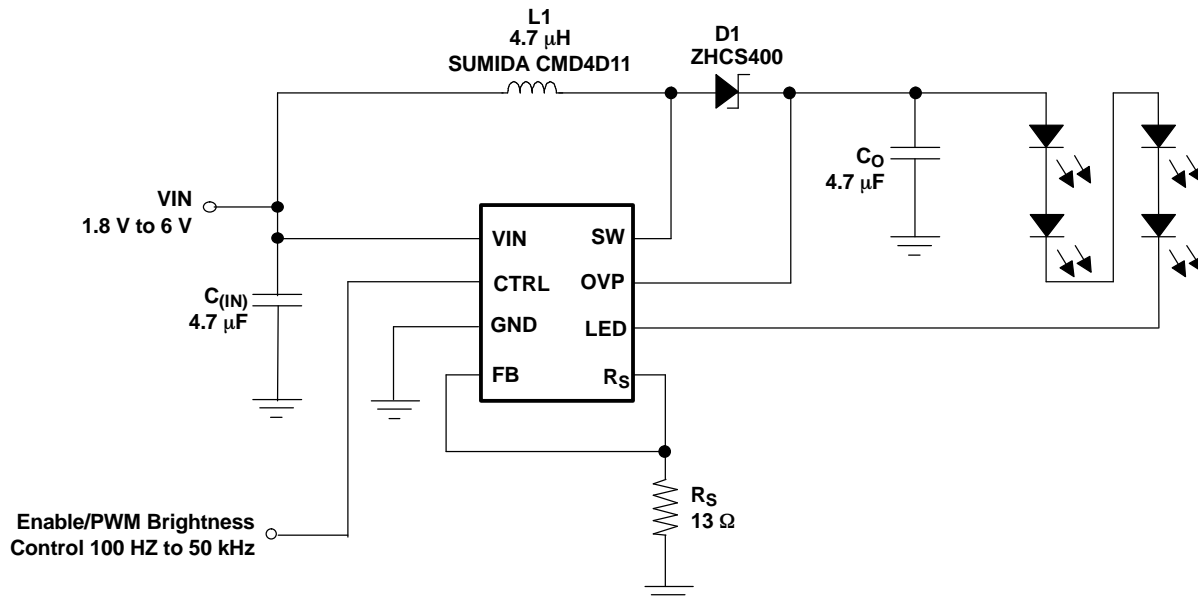 L1
4.7 μH
SUMIDA CMD4D11
D1
ZHCS400
CO
4.7 μF
VIN
1.8 V to 6 V
C(IN)
4.7 μF
VIN
CTRL
GND
FB
SW
OVP
LED
RS
RS
13 Ω
Enable/PWM Brightness
Control 100 HZ to 50 kHz